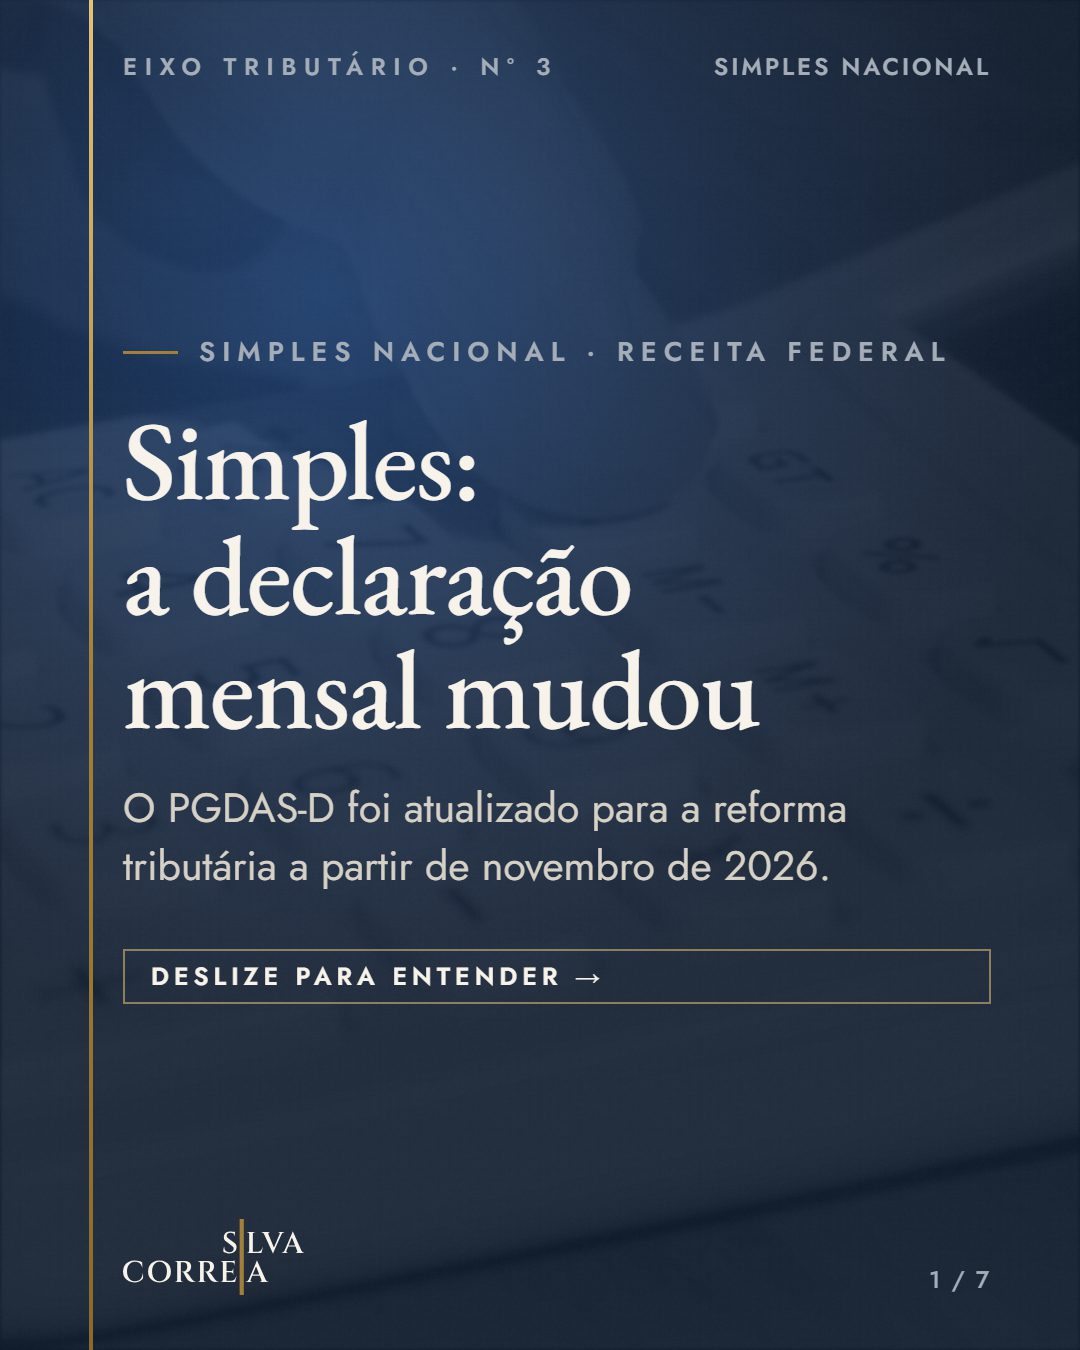 EIXO TRIBUTÁRIO · N° 3
SIMPLES NACIONAL
SIMPLES NACIONAL · RECEITA FEDERAL
Simples:
a declaração
mensal mudou
O PGDAS-D foi atualizado para a reforma
tributária a partir de novembro de 2026.
DESLIZE PARA ENTENDER →
SILVA
CORREIA
1 / 7